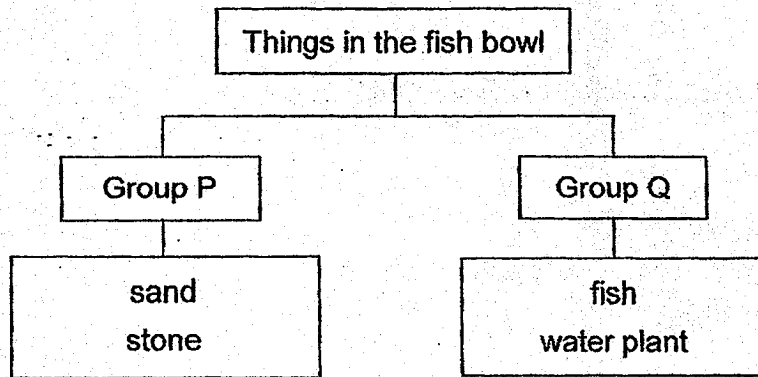 Things in the fish bowl
Group P
Group Q
sand
stone
fish
water plant